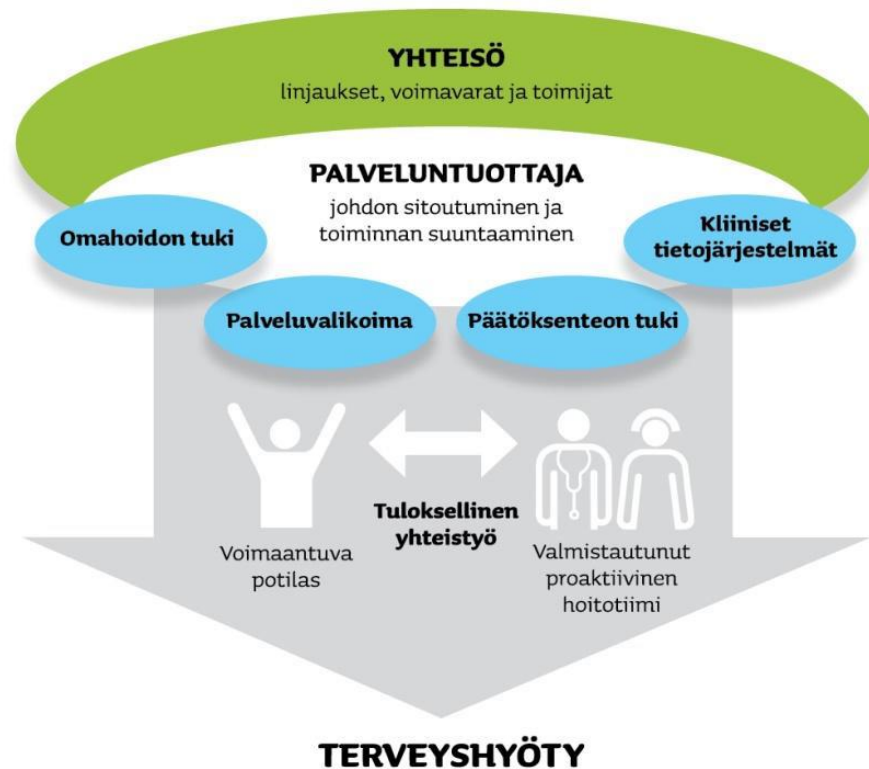 YHTEISÖ
linjaukset, voimavarat ja toimijat
PALVELUNTUOTTAJA
johdon sitoutuminen ja
toiminnan suuntaaminen
Omahoidon tuki
Kliiniset
tietojärjestelmät
Palveluvalikoima
Päätöksenteon tuki
Tuloksellinen
yhteistyö
Voimaantuva
potilas
Valmistautunut
proaktiivinen
hoitotiimi
TERVEYSHYÖTY